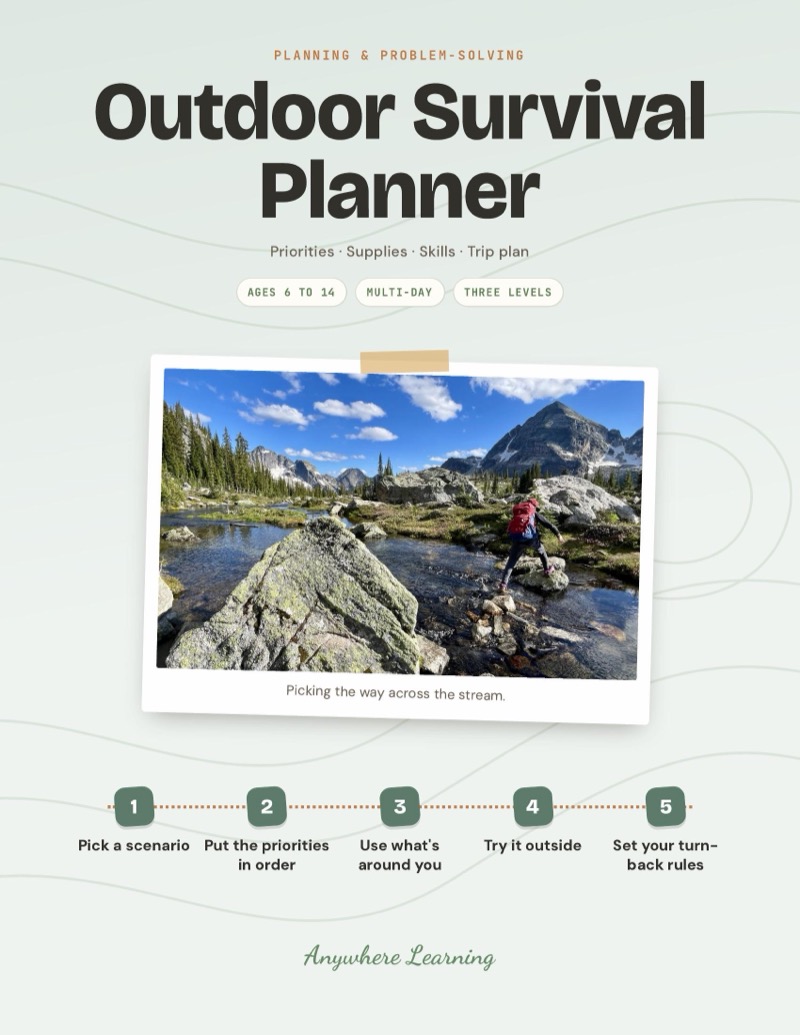 PLANNING & PROBLEM-SOLVING
Outdoor Survival
Planner
Priorities · Supplies · Skills · Trip plan
AGES 6 TO 14
MULTI-DAY
THREE LEVELS
Picking the way across the stream.
1
Pick a scenario
2
Put the priorities
in order
3
Use what's
around you
4
Try it outside
5
Set your turn-
back rules
Anywhere Learning